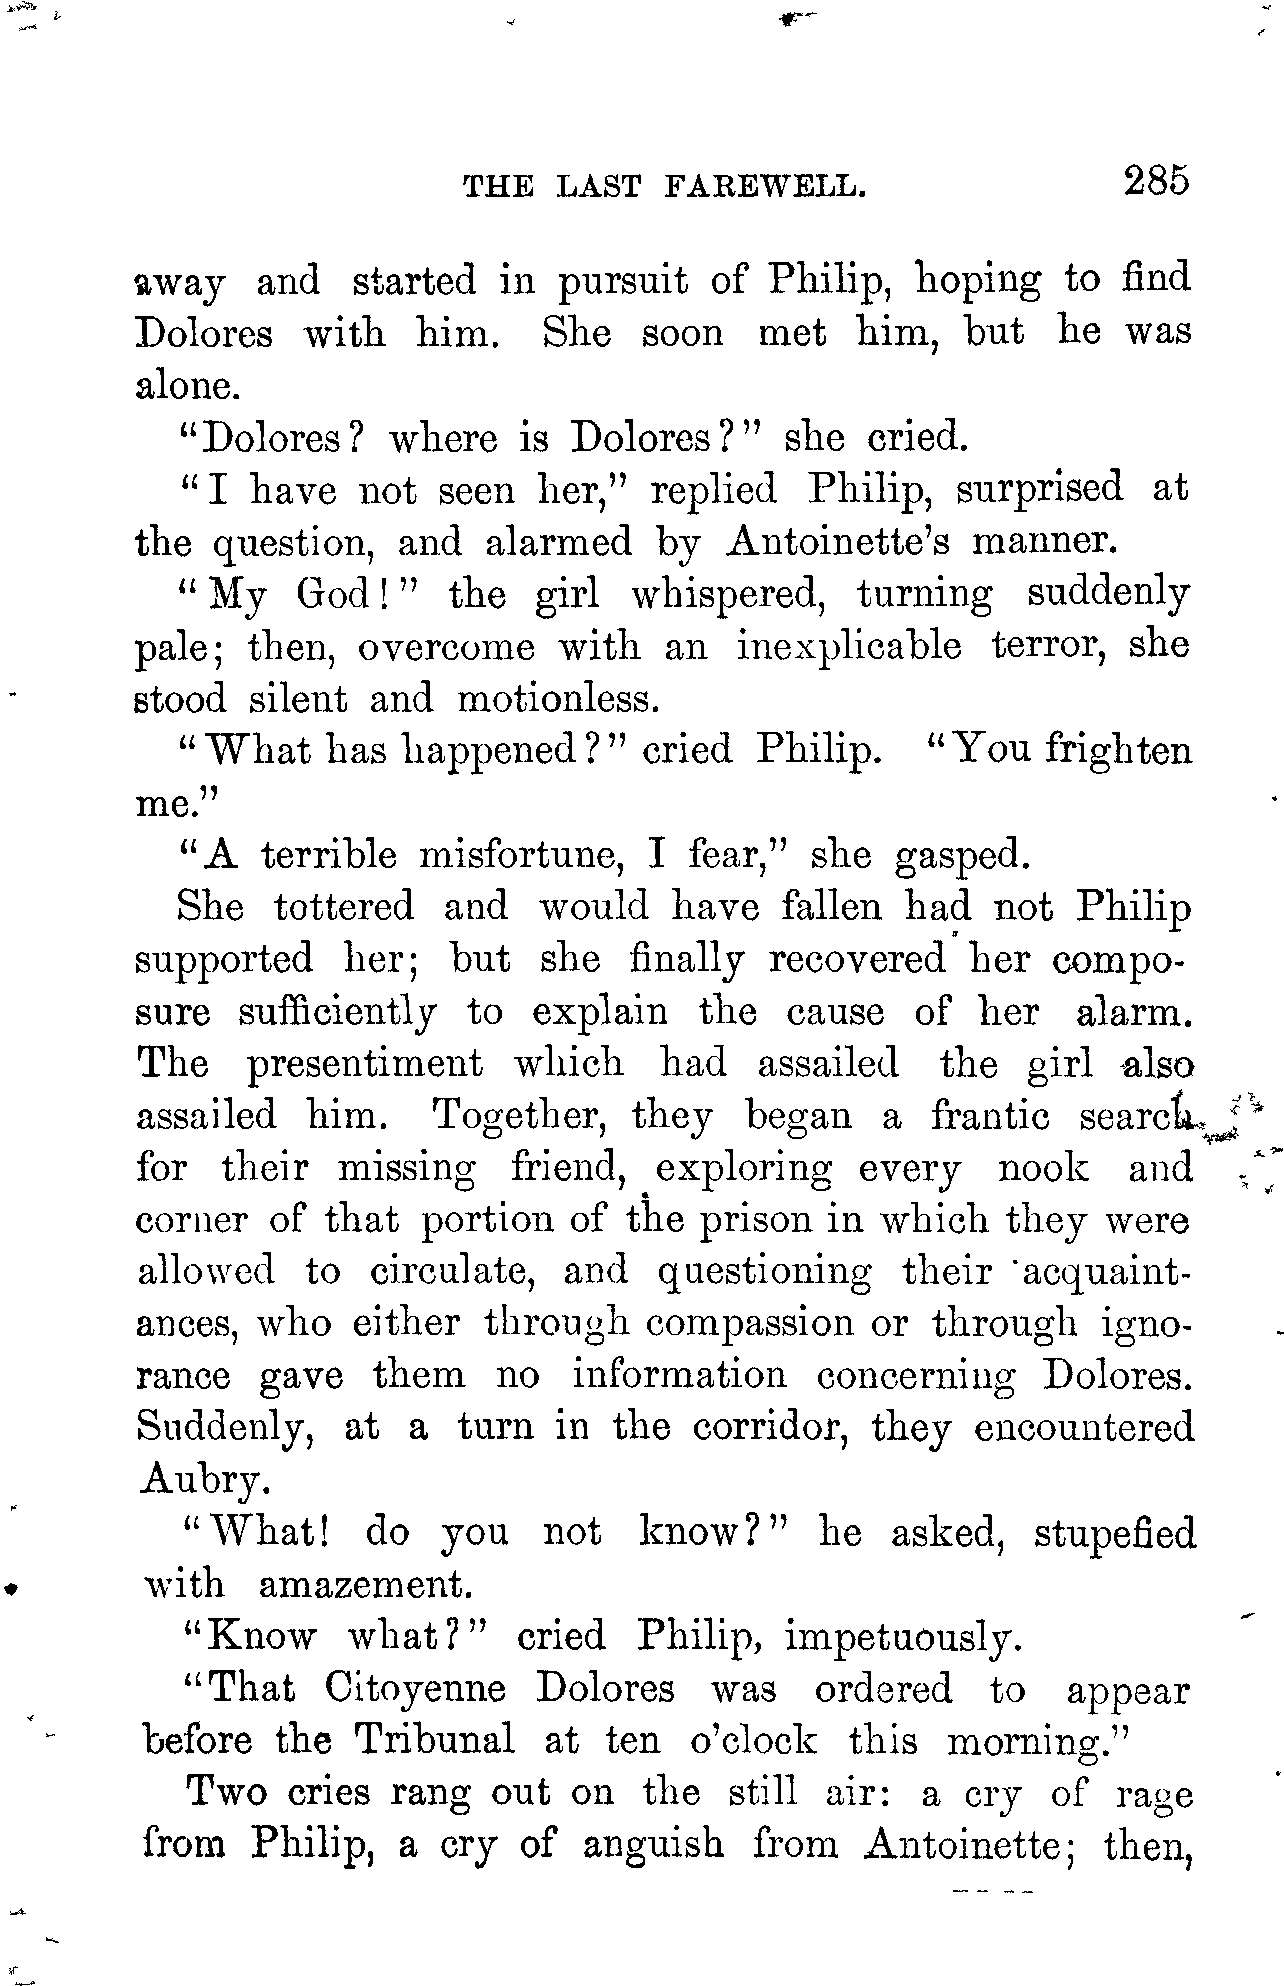 THE LAST FAREWELL. 285
away and started in pursuit of Philip, hoping to find
Dolores with him. She soon met him, but he was
alone.
"Dolores? where is Dolores?" she cried.
"I have not seen her," replied Philip, surprised at
the question, and alarmed by Antoinette's manner.
"My God!" the girl whispered, turning suddenly
pale; then, overcome with an inexplicable terror, she
stood silent and motionless.
"What has happened?" cried Philip. "You frighten
me."
"A terrible misfortune, I fear," she gasped.
She tottered and would have fallen had not Philip
supported her; but she finally recovered her compo-
sure sufficiently to explain the cause of her alarm.
The presentiment which had assailed the girl also
assailed him. Together, they began a frantic search
for their missing friend, exploring every nook and
corner of that portion of the prison in which they were
allowed to circulate, and questioning their acquaint-
ances, who either through compassion or through igno-
rance gave them no information concerning Dolores.
Suddenly, at a turn in the corridor, they encountered
Aubry.
"What! do you not know?" he asked, stupefied
with amazement.
"Know what?" cried Philip, impetuously.
"That Citoyenne Dolores was ordered to appear
before the Tribunal at ten o'clock this morning."
Two cries rang out on the still air: a cry of rage
from Philip, a cry of anguish from Antoinette; then,